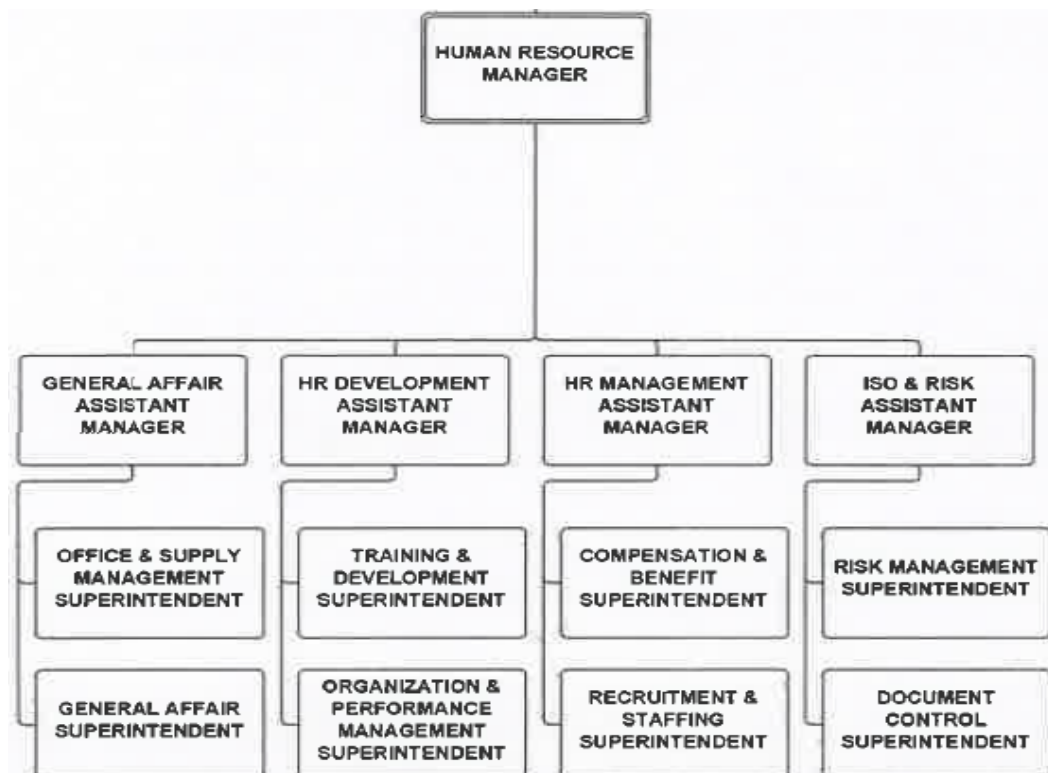 HUMAN RESOURCE
MANAGER
GENERAL AFFAIR
ASSISTANT
MANAGER
HR DEVELOPMENT
ASSISTANT
MANAGER
HR MANAGEMENT
ASSISTANT
MANAGER
ISO & RISK
ASSISTANT
MANAGER
OFFICE & SUPPLY
MANAGEMENT
SUPERINTENDENT
TRAINING &
DEVELOPMENT
SUPERINTENDENT
COMPENSATION &
BENEFIT
SUPERINTENDENT
RISK MANAGEMENT
SUPERINTENDENT
GENERAL AFFAIR
SUPERINTENDENT
ORGANIZATION &
PERFORMANCE
MANAGEMENT
SUPERINTENDENT
RECRUITMENT &
STAFFING
SUPERINTENDENT
DOCUMENT
CONTROL
SUPERINTENDENT